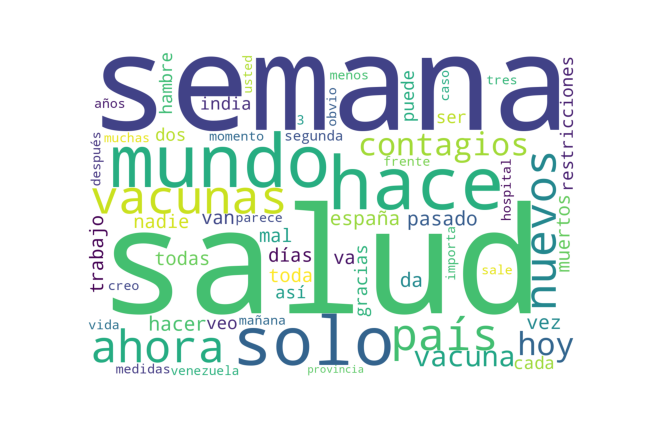 semana
salud
mundo
hace
solo
vacunas
nuevos
ahora
país
contagios
hoy
vacuna
hambre
usted
menos
obvio
puede
caso
tres
restricciones
años
india
muchas
dos
momento
3
segunda
ser
después
frente
hospital
nadie
van
parece
españa
pasado
muertos
trabajo
mal
todas
días
va
toda
así
gracias
da
importa
sale
creo
vida
hacer
veo
mañana
vez
cada
medidas
venezuela
provincia